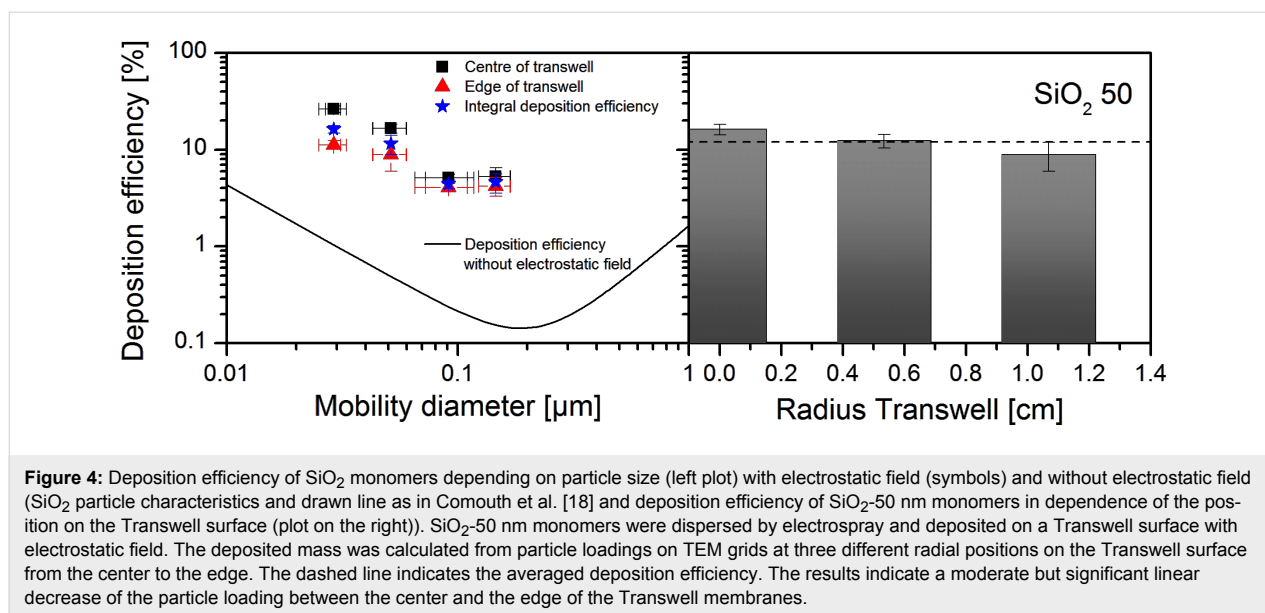 Deposition efficiency [%]
100
10
1
0.1
Centre of transwell
Edge of transwell
Integral deposition efficiency
Deposition efficiency
without electrostatic field
0.01
0.1
1
Mobility diameter [µm]
SiO₂ 50
0.0
0.2
0.4
0.6
0.8
1.0
1.2
1.4
Radius Transwell [cm]
Figure 4: Deposition efficiency of SiO₂ monomers depending on particle size (left plot) with electrostatic field (symbols) and without electrostatic field
(SiO₂ particle characteristics and drawn line as in Comouth et al. [18] and deposition efficiency of SiO₂-50 nm monomers in dependence of the pos-
ition on the Transwell surface (plot on the right)). SiO₂-50 nm monomers were dispersed by electrospray and deposited on a Transwell surface with
electrostatic field. The deposited mass was calculated from particle loadings on TEM grids at three different radial positions on the Transwell surface
from the center to the edge. The dashed line indicates the averaged deposition efficiency. The results indicate a moderate but significant linear
decrease of the particle loading between the center and the edge of the Transwell membranes.